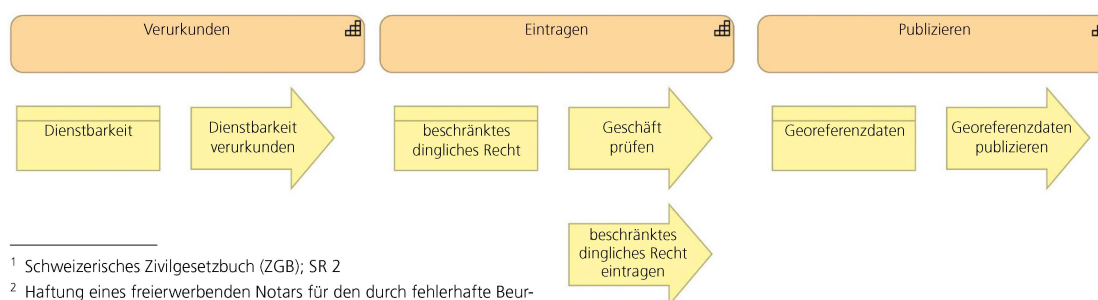 Verurkunden
Eintragen
Publizieren
Dienstbarkeit
Dienstbarkeit
verurkunden
beschränktes
dingliches Recht
Geschäft
prüfen
Georeferenzdaten
Georeferenzdaten
publizieren
beschränktes
dingliches Recht
eintragen
1 Schweizerisches Zivilgesetzbuch (ZGB); SR 2
2 Haftung eines freierwerbenden Notars für den durch fehlerhafte Beur-